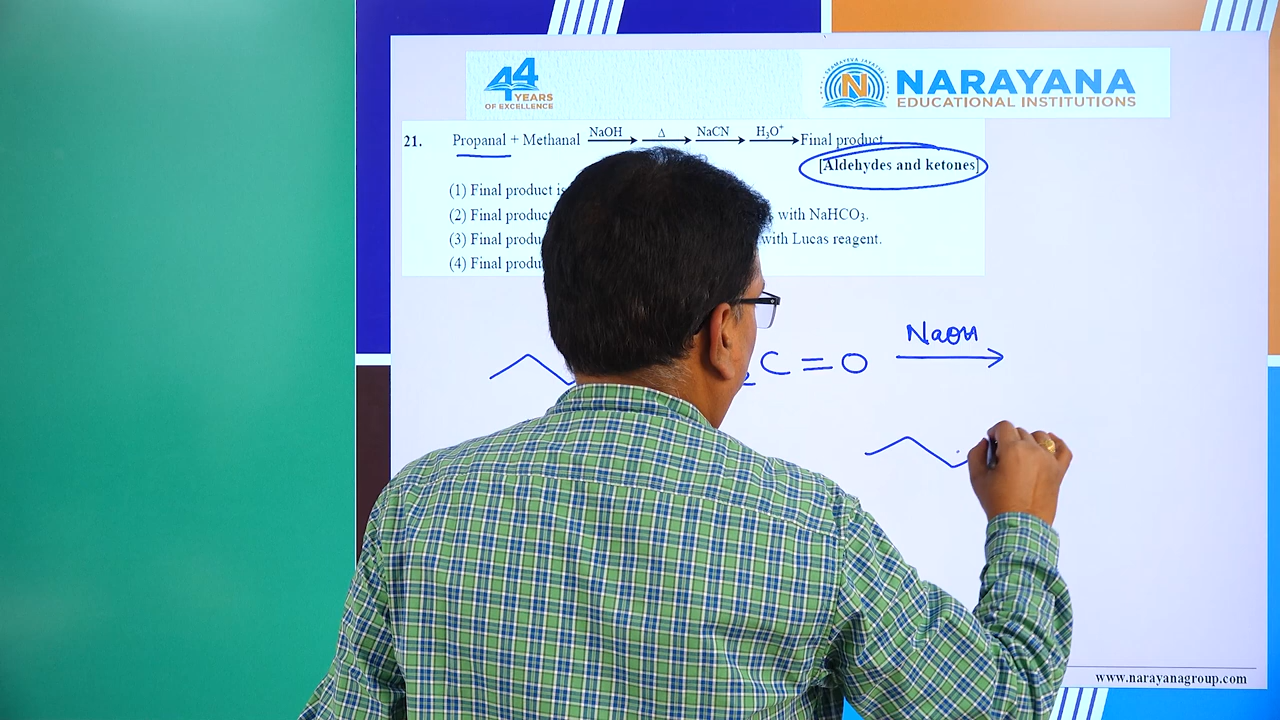 44
YEARS
OF EXCELLENCE
NARAYANA
EDUCATIONAL INSTITUTIONS
21. Propanal + Methanal NaOH Δ NaCN H₃O⁺ Final product
[Aldehydes and ketones]
(1) Final product is
(2) Final product with NaHCO₃.
(3) Final produ with Lucas reagent.
(4) Final produ
NaOH
₂C = O
www.narayanagroup.com